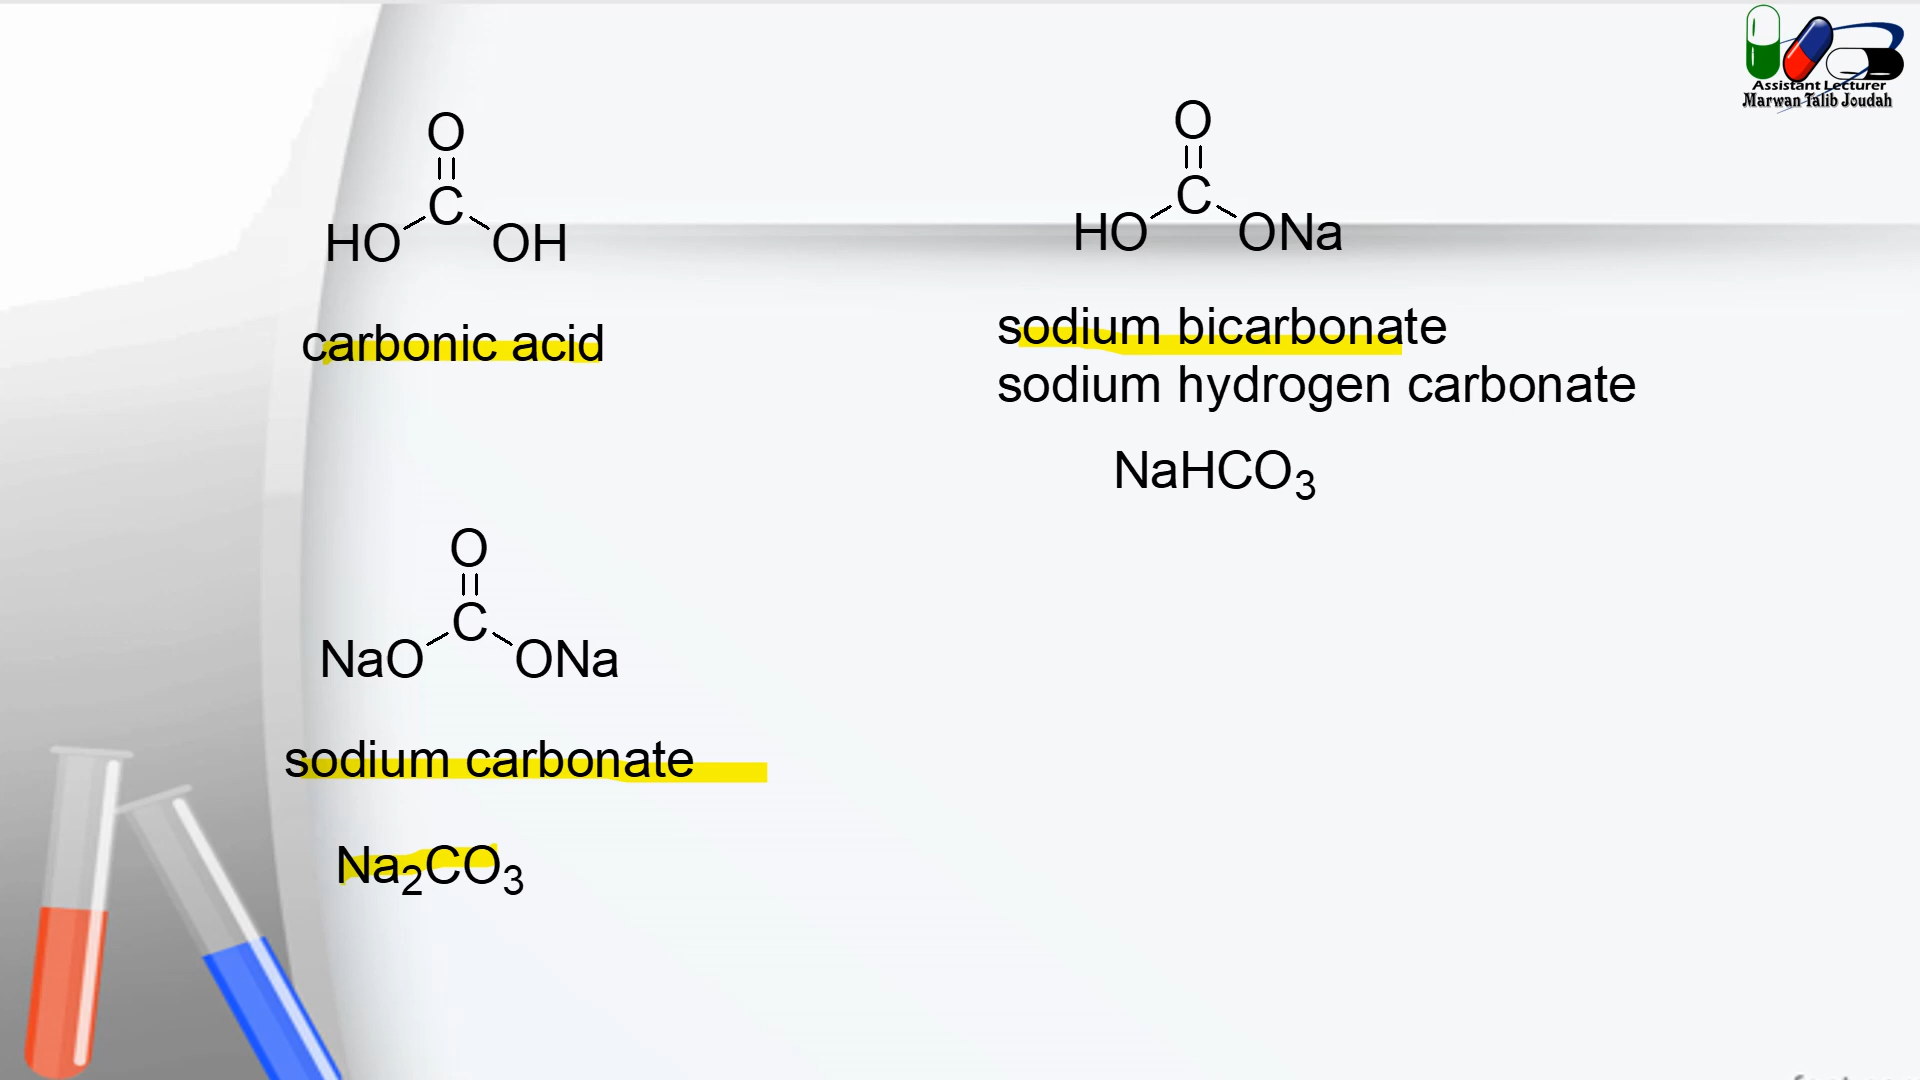 Assistant Lecturer
Marwan Talib Joudah
O
C
HO OH
carbonic acid
O
C
HO ONa
sodium bicarbonate
sodium hydrogen carbonate
NaHCO3
O
C
NaO ONa
sodium carbonate
Na2CO3